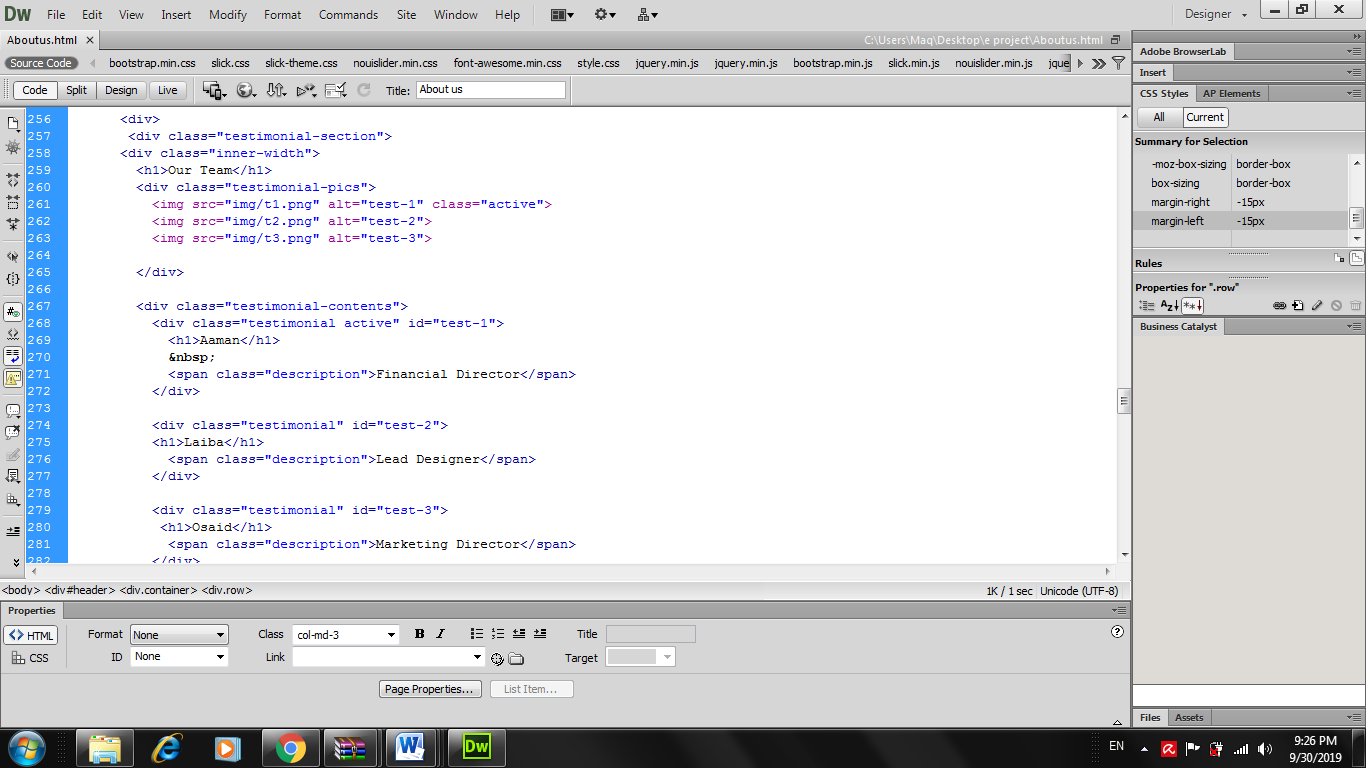 Dw File Edit View Insert Modify Format Commands Site Window Help Designer
Aboutus.html C:\Users\Maq\Desktop\e project\Aboutus.html
Source Code bootstrap.min.css slick.css slick-theme.css nouislider.min.css font-awesome.min.css style.css jquery.min.js jquery.min.js bootstrap.min.js slick.min.js nouislider.min.js jque
Code Split Design Live Title: About us
256 <div>
257 <div class="testimonial-section">
258 <div class="inner-width">
259 <h1>Our Team</h1>
260 <div class="testimonial-pics">
261 <img src="img/t1.png" alt="test-1" class="active">
262 <img src="img/t2.png" alt="test-2">
263 <img src="img/t3.png" alt="test-3">
264
265 </div>
266
267 <div class="testimonial-contents">
268 <div class="testimonial active" id="test-1">
269 <h1>Aaman</h1>
270 &nbsp;
271 <span class="description">Financial Director</span>
272 </div>
273
274 <div class="testimonial" id="test-2">
275 <h1>Laiba</h1>
276 <span class="description">Lead Designer</span>
277 </div>
278
279 <div class="testimonial" id="test-3">
280 <h1>Osaid</h1>
281 <span class="description">Marketing Director</span>
282 </div>
<body> <div#header> <div.container> <div.row> 1K / 1 sec Unicode (UTF-8)
Properties
<> HTML Format None Class col-md-3 B I Title
CSS ID None Link Target
Page Properties... List Item...
Adobe BrowserLab
Insert
CSS Styles AP Elements
All Current
Summary for Selection
-moz-box-sizing border-box
box-sizing border-box
margin-right -15px
margin-left -15px
Rules
Properties for ".row"
Business Catalyst
Files Assets
EN 9:26 PM
9/30/2019